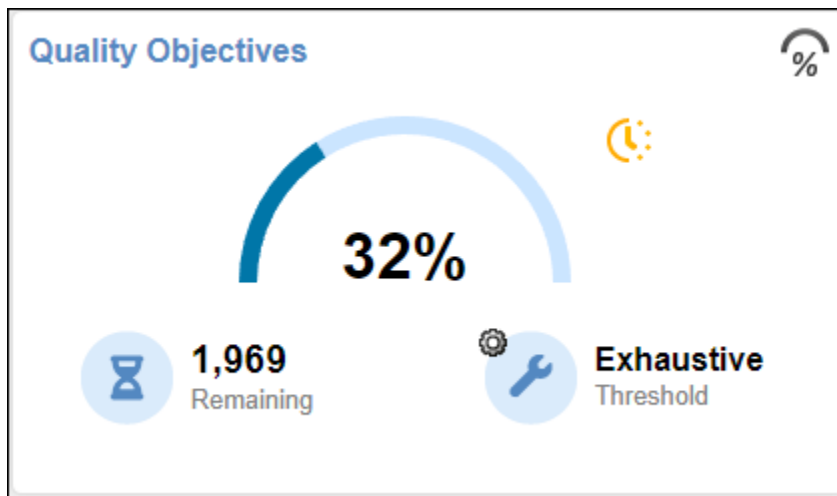 Quality Objectives
%
32%
1,969
Remaining
Exhaustive
Threshold